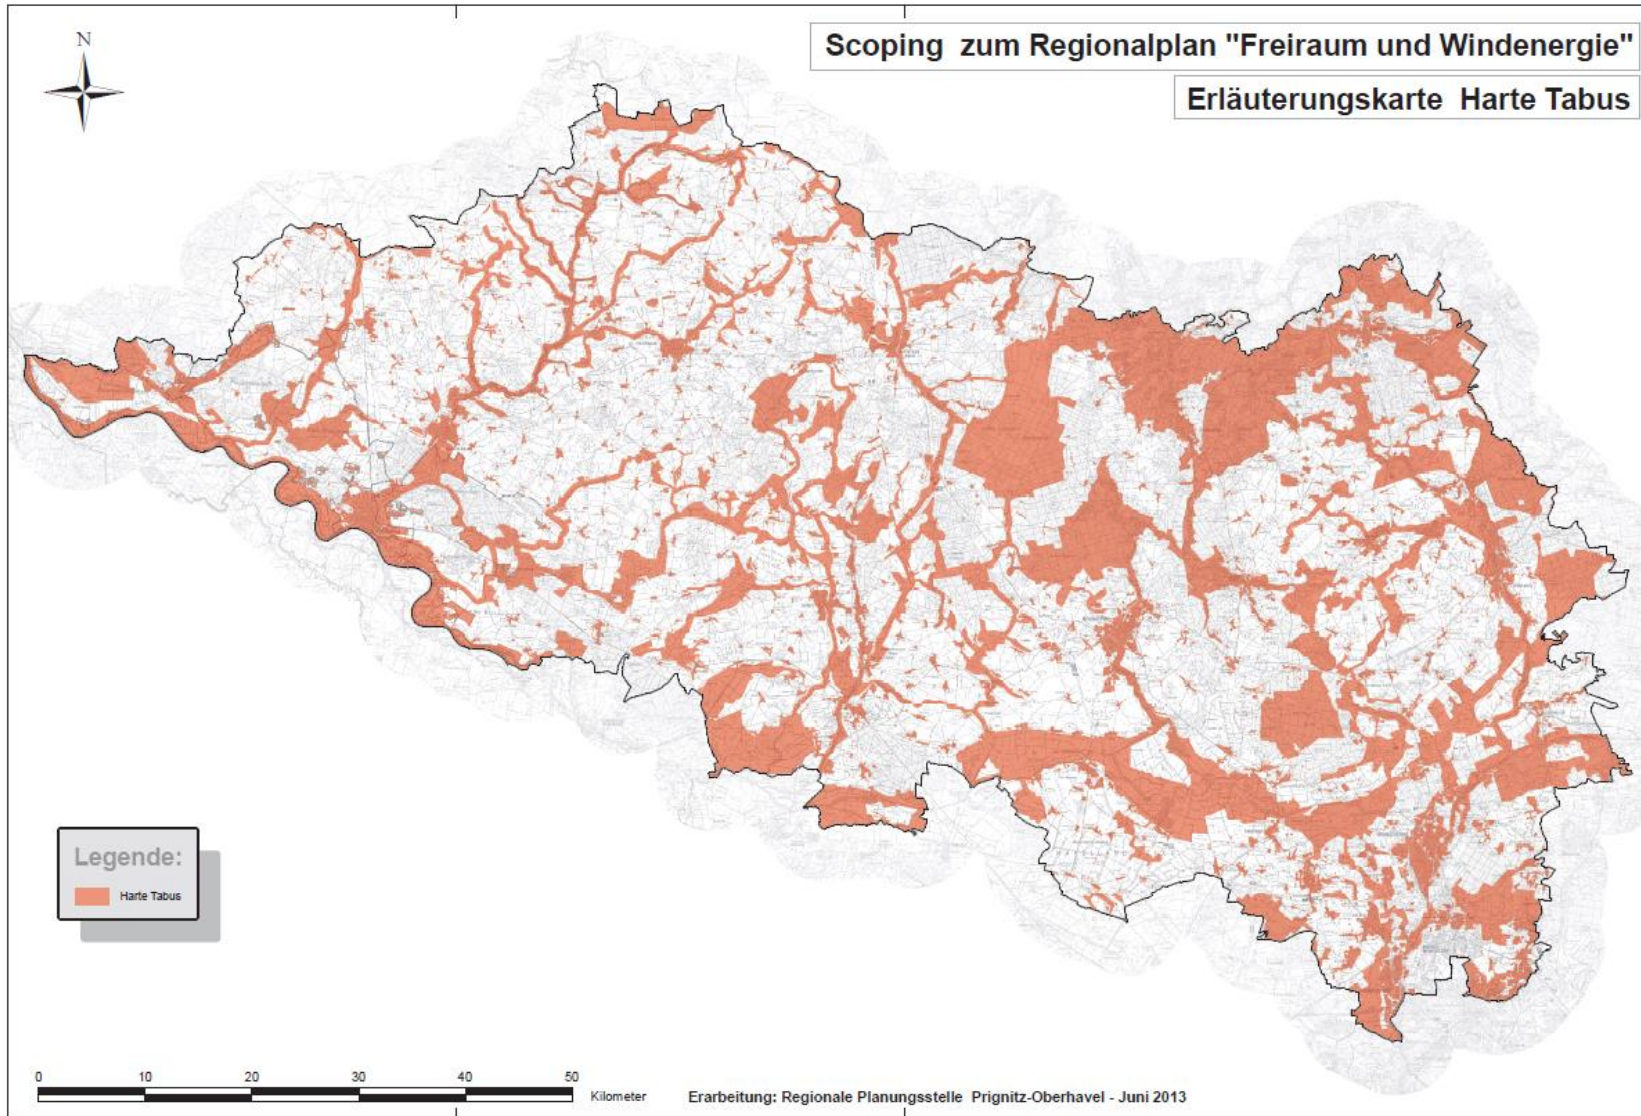 N
Scoping zum Regionalplan "Freiraum und Windenergie"
Erläuterungskarte Harte Tabus
Legende:
Harte Tabus
0 10 20 30 40 50
Kilometer
Erarbeitung: Regionale Planungsstelle Prignitz-Oberhavel - Juni 2013